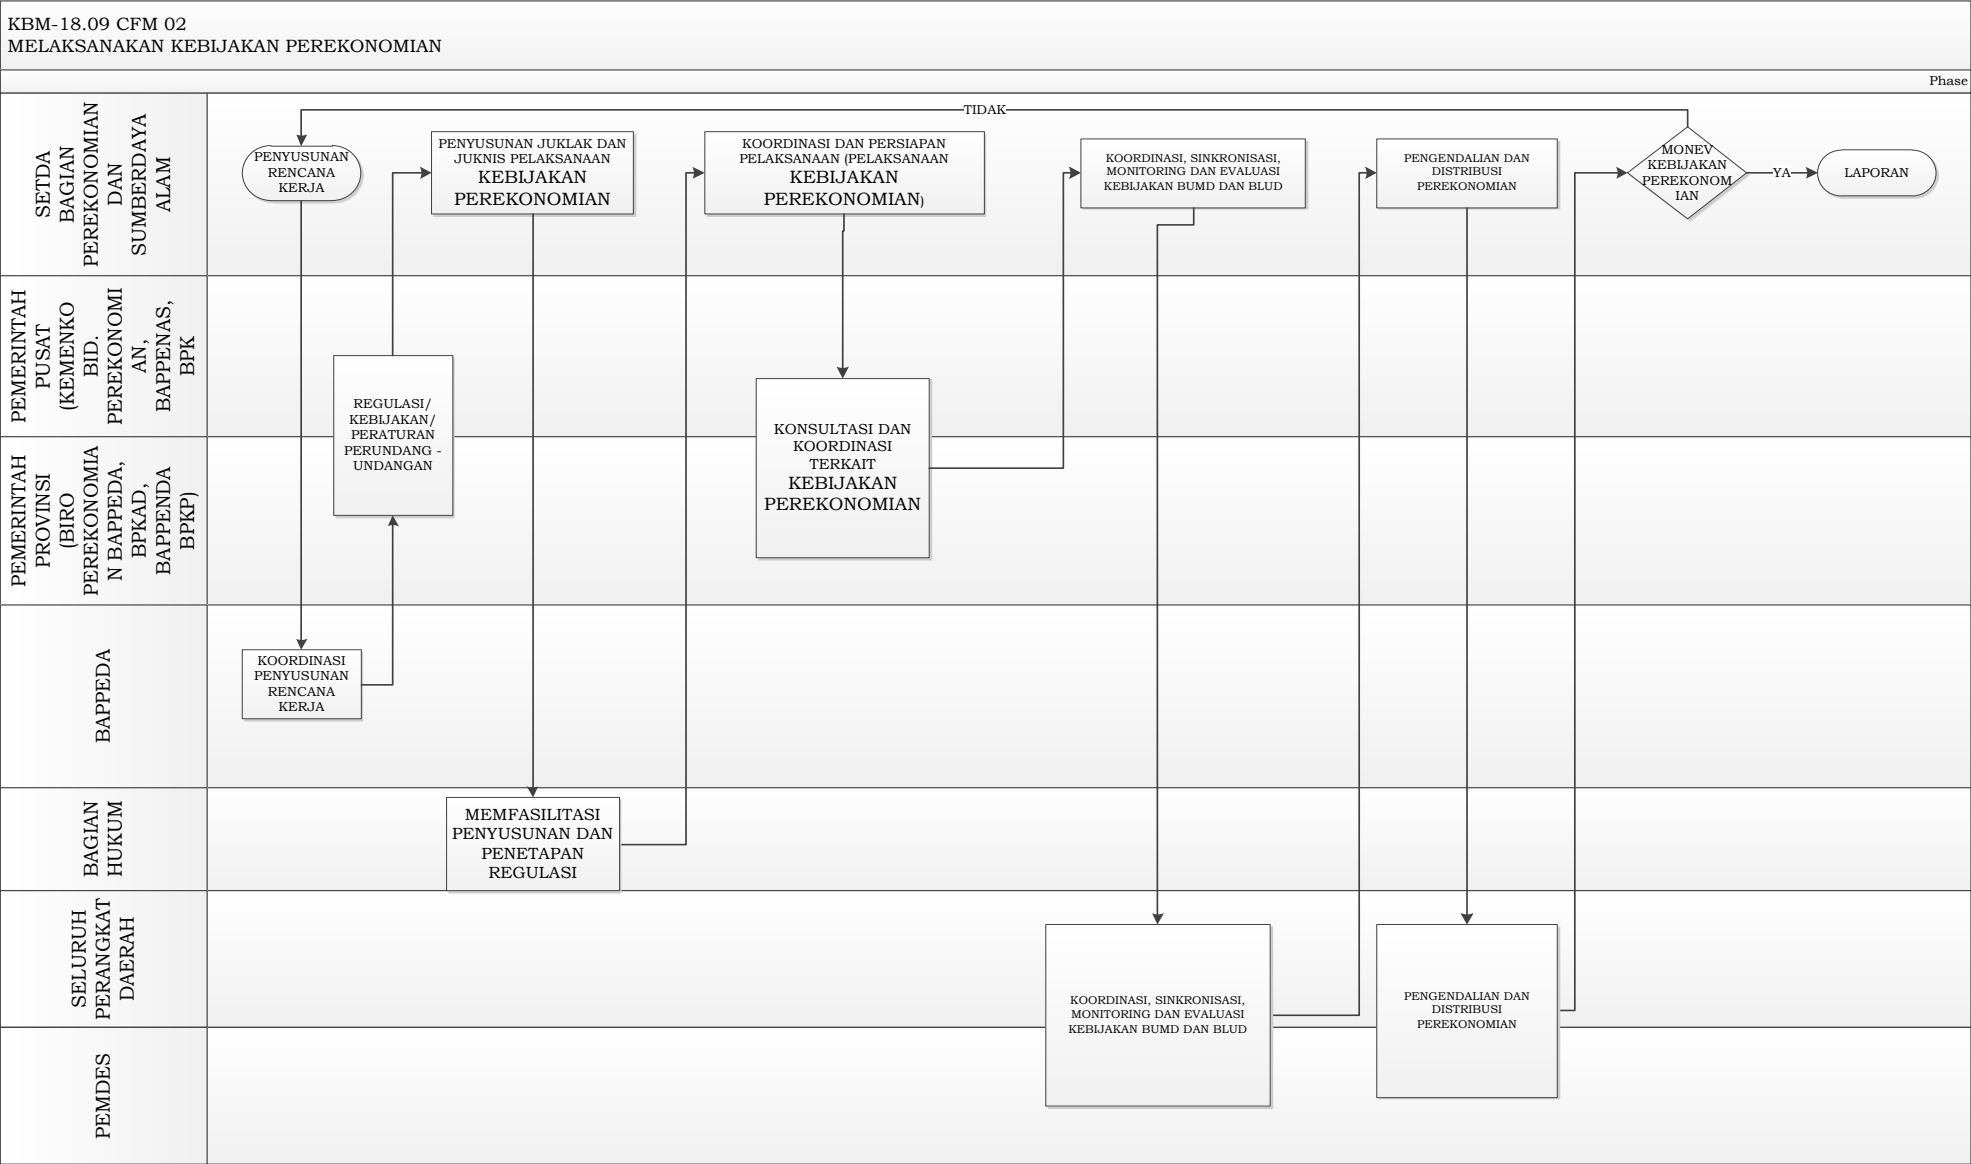 KBM-18.09 CFM 02
MELAKSANAKAN KEBIJAKAN PEREKONOMIAN
Phase
SETDA
BAGIAN
PEREKONOMIAN
DAN
SUMBERDAYA
ALAM
TIDAK
PENYUSUNAN
RENCANA
KERJA
PENYUSUNAN JUKLAK DAN
JUKNIS PELAKSANAAN
KEBIJAKAN
PEREKONOMIAN
KOORDINASI DAN PERSIAPAN
PELAKSANAAN (PELAKSANAAN
KEBIJAKAN
PEREKONOMIAN)
KOORDINASI, SINKRONISASI,
MONITORING DAN EVALUASI
KEBIJAKAN BUMD DAN BLUD
PENGENDALIAN DAN
DISTRIBUSI
PEREKONOMIAN
MONEV
KEBIJAKAN
PEREKONOM
IAN
YA
LAPORAN
PEMERINTAH
PUSAT
(KEMENKO
BID.
PEREKONOMI
AN,
BAPPENAS,
BPK
REGULASI/
KEBIJAKAN/
PERATURAN
PERUNDANG -
UNDANGAN
KONSULTASI DAN
KOORDINASI
TERKAIT
KEBIJAKAN
PEREKONOMIAN
PEMERINTAH
PROVINSI
(BIRO
PEREKONOMIA
N BAPPEDA,
BPKAD,
BAPPENDA
BPKP)
BAPPEDA
KOORDINASI
PENYUSUNAN
RENCANA
KERJA
BAGIAN
HUKUM
MEMFASILITASI
PENYUSUNAN DAN
PENETAPAN
REGULASI
SELURUH
PERANGKAT
DAERAH
KOORDINASI, SINKRONISASI,
MONITORING DAN EVALUASI
KEBIJAKAN BUMD DAN BLUD
PENGENDALIAN DAN
DISTRIBUSI
PEREKONOMIAN
PEMDES